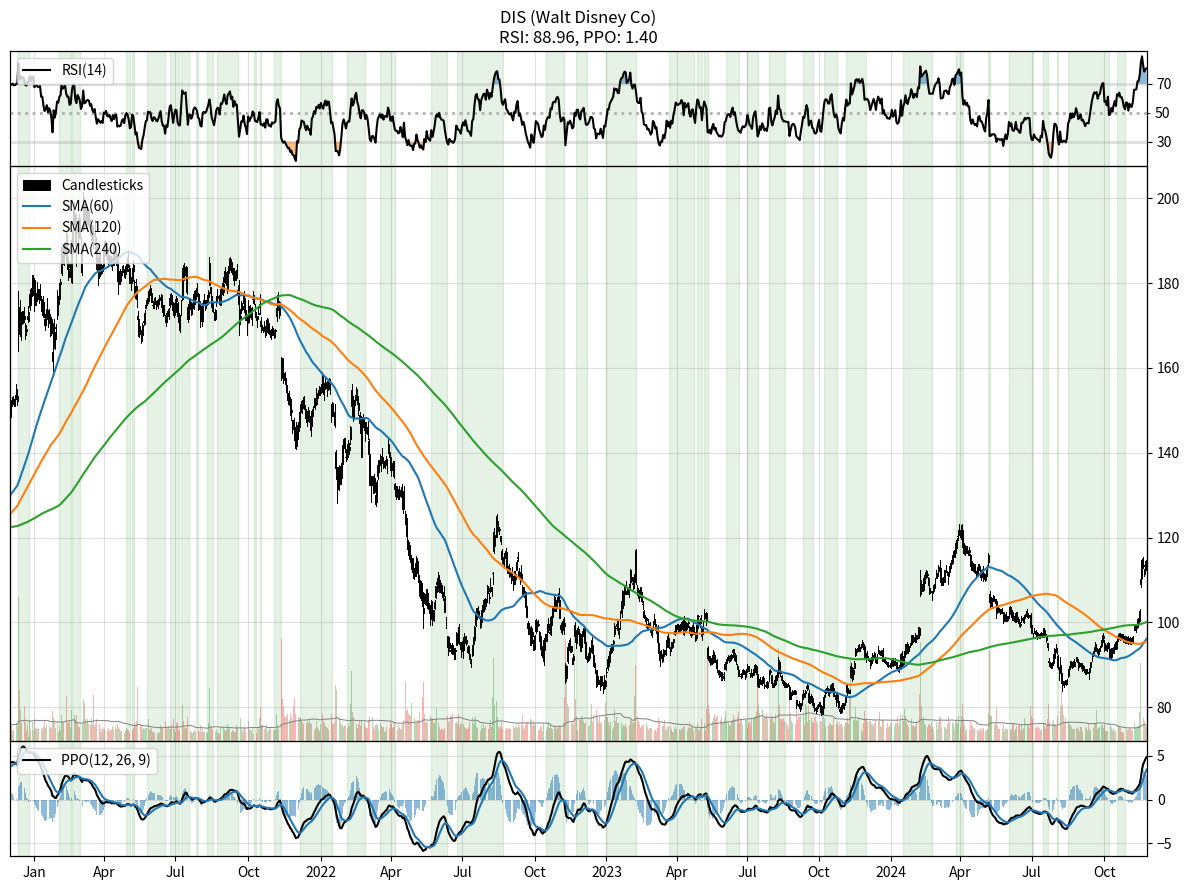 DIS (Walt Disney Co)
RSI: 88.96, PPO: 1.40
RSI(14)
70
50
30
Candlesticks
SMA(60)
SMA(120)
SMA(240)
200
180
160
140
120
100
80
PPO(12, 26, 9)
5
0
−5
Jan Apr Jul Oct 2022 Apr Jul Oct 2023 Apr Jul Oct 2024 Apr Jul Oct